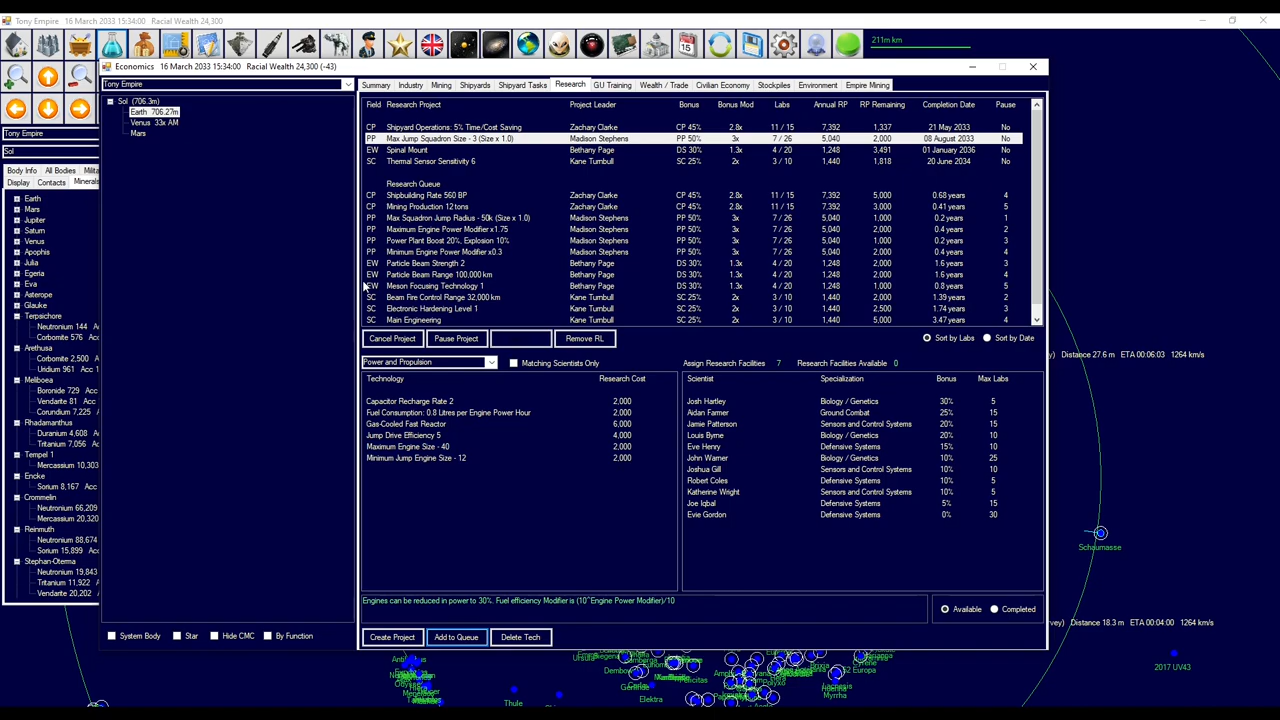 Tony Empire 16 March 2033 15:34:00 Racial Wealth 24,300
211m km
Economics 16 March 2033 15:34:00 Racial Wealth 24,300 (-43)
Tony Empire
Summary Industry Mining Shipyards Shipyard Tasks Research GU Training Wealth / Trade Civilian Economy Stockpiles Environment Empire Mining
Sol (706.3m)
Earth 706.27m
Venus 33x AM
Mars
Tony Empire
Sol
Body Info All Bodies
Display Contacts Minerals
Earth
Mars
Jupiter
Saturn
Venus
Apophis
Julia
Egeria
Eva
Asterope
Glauke
Terpsichore
Neutronium 144
Corbomite 576
Arethusa
Corbomite 2,500
Uridium 961
Meliboea
Boronide 729
Vendarite 81
Corundium 7,225
Rhadamanthus
Duranium 4,608
Tritanium 7,056
Tempel 1
Mercassium 10,303
Encke
Sorium 8,167
Crommelin
Neutronium 66,209
Mercassium 20,320
Reinmuth
Neutronium 88,674
Sorium 15,899
Stephan-Oterma
Neutronium 19,843
Tritanium 11,922
Vendarite 20,202
Field Research Project Project Leader Bonus Bonus Mod Labs Annual RP RP Remaining Completion Date Pause
CP Shipyard Operations: 5% Time/Cost Saving Zachary Clarke CP 45% 2.8x 11 / 15 7,392 1,337 21 May 2033 No
PP Max Jump Squadron Size - 3 (Size x 1.0) Madison Stephens PP 50% 3x 7 / 26 5,040 2,000 08 August 2033 No
EW Spinal Mount Bethany Page DS 30% 1.3x 4 / 20 1,248 3,491 01 January 2036 No
SC Thermal Sensor Sensitivity 6 Kane Turnbull SC 25% 2x 3 / 10 1,440 1,818 20 June 2034 No
Research Queue
CP Shipbuilding Rate 560 BP Zachary Clarke CP 45% 2.8x 11 / 15 7,392 5,000 0.68 years 4
CP Mining Production 12 tons Zachary Clarke CP 45% 2.8x 11 / 15 7,392 3,000 0.41 years 5
PP Max Squadron Jump Radius - 50k (Size x 1.0) Madison Stephens PP 50% 3x 7 / 26 5,040 1,000 0.2 years 1
PP Maximum Engine Power Modifier x1.75 Madison Stephens PP 50% 3x 7 / 26 5,040 2,000 0.4 years 2
PP Power Plant Boost 20%, Explosion 10% Madison Stephens PP 50% 3x 7 / 26 5,040 1,000 0.2 years 3
PP Minimum Engine Power Modifier x0.3 Madison Stephens PP 50% 3x 7 / 26 5,040 2,000 0.4 years 4
EW Particle Beam Strength 2 Bethany Page DS 30% 1.3x 4 / 20 1,248 2,000 1.6 years 3
EW Particle Beam Range 100,000 km Bethany Page DS 30% 1.3x 4 / 20 1,248 2,000 1.6 years 4
EW Meson Focusing Technology 1 Bethany Page DS 30% 1.3x 4 / 20 1,248 1,000 0.8 years 5
SC Beam Fire Control Range 32,000 km Kane Turnbull SC 25% 2x 3 / 10 1,440 2,000 1.39 years 2
SC Electronic Hardening Level 1 Kane Turnbull SC 25% 2x 3 / 10 1,440 2,500 1.74 years 3
SC Main Engineering Kane Turnbull SC 25% 2x 3 / 10 1,440 5,000 3.47 years 4
Cancel Project Pause Project Remove RL Sort by Labs Sort by Date
Power and Propulsion Matching Scientists Only Assign Research Facilities 7 Research Facilities Available 0
Technology Research Cost
Capacitor Recharge Rate 2 2,000
Fuel Consumption: 0.8 Litres per Engine Power Hour 2,000
Gas-Cooled Fast Reactor 6,000
Jump Drive Efficiency 5 4,000
Maximum Engine Size - 40 2,000
Minimum Jump Engine Size - 12 2,000
Scientist Specialization Bonus Max Labs
Josh Hartley Biology / Genetics 30% 5
Aidan Farmer Ground Combat 25% 15
Jamie Patterson Sensors and Control Systems 20% 15
Louis Byrne Biology / Genetics 20% 10
Eve Henry Defensive Systems 15% 10
John Warner Biology / Genetics 10% 25
Joshua Gill Sensors and Control Systems 10% 10
Robert Coles Defensive Systems 10% 5
Katherine Wright Sensors and Control Systems 10% 5
Joe Iqbal Defensive Systems 5% 15
Evie Gordon Defensive Systems 0% 30
Engines can be reduced in power to 30%. Fuel efficiency Modifier is (10^Engine Power Modifier)/10
Available Completed
System Body Star Hide CMC By Function
Create Project Add to Queue Delete Tech
Distance 27.6 m ETA 00:06:03 1264 km/s
Schaumasse
Distance 18.3 m ETA 00:04:00 1264 km/s
2017 UV43
Thule
Elektra
52 Europa
Myrrha